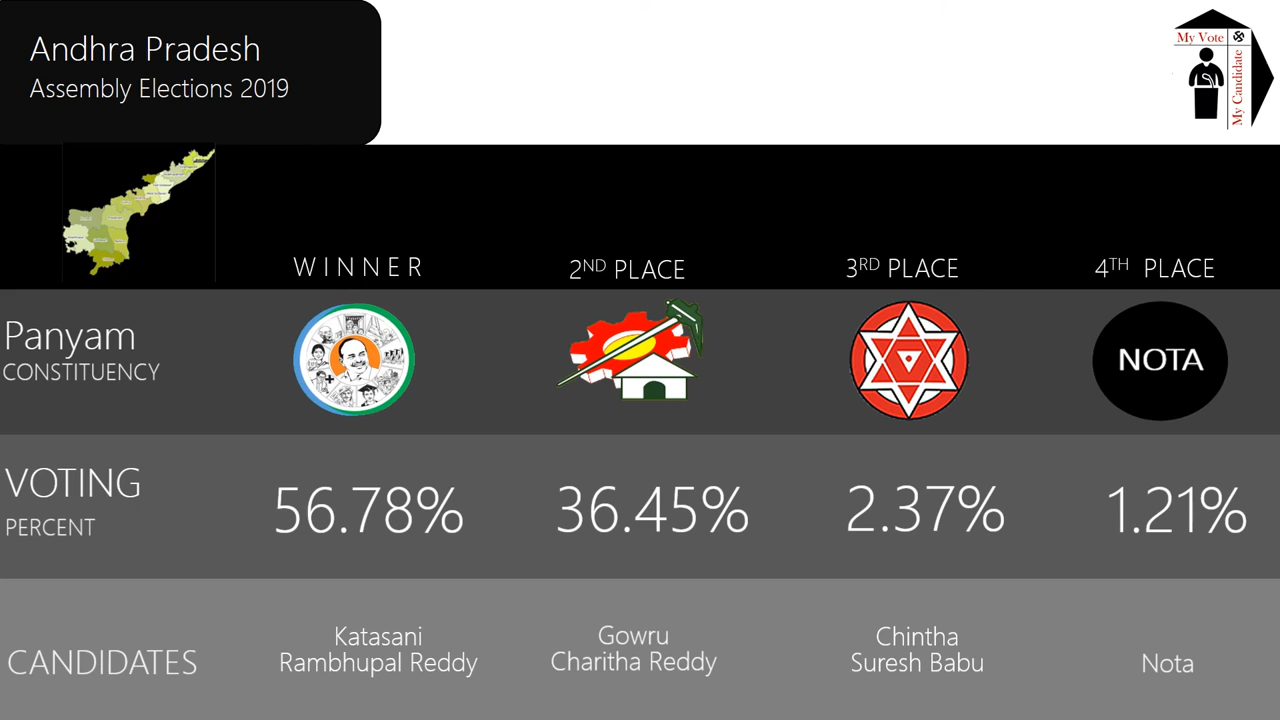 Andhra Pradesh
Assembly Elections 2019
My Vote
My Candidate
WINNER
2ND PLACE
3RD PLACE
4TH PLACE
Panyam
CONSTITUENCY
NOTA
VOTING
PERCENT
56.78%
36.45%
2.37%
1.21%
CANDIDATES
Katasani
Rambhupal Reddy
Gowru
Charitha Reddy
Chintha
Suresh Babu
Nota